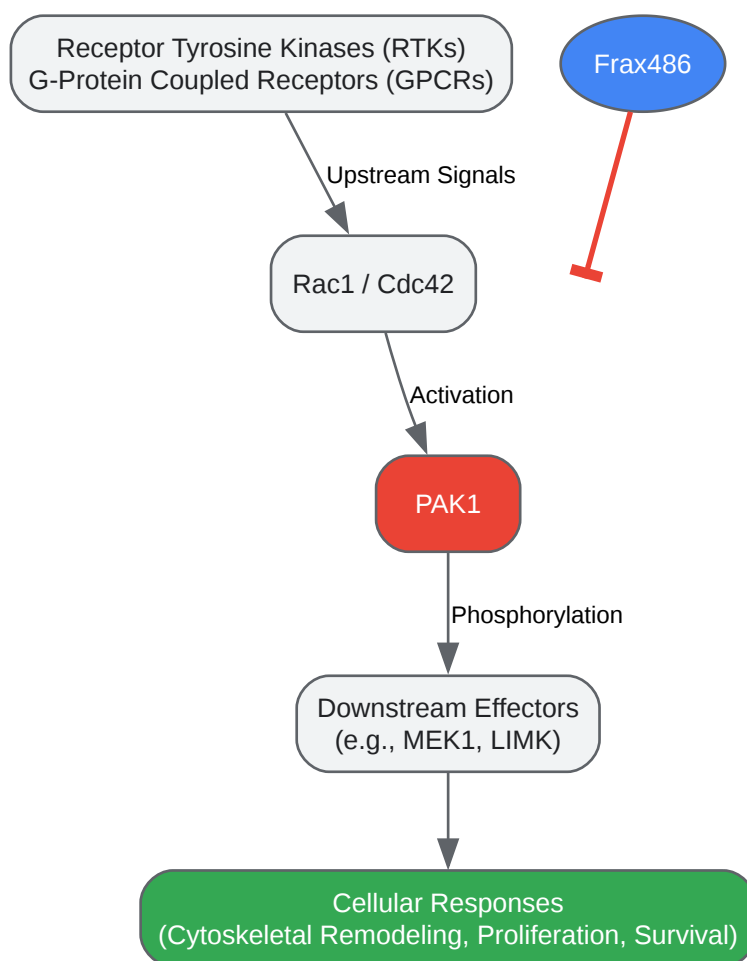 Receptor Tyrosine Kinases (RTKs)
G-Protein Coupled Receptors (GPCRs)
Frax486
Upstream Signals
Rac1 / Cdc42
Activation
PAK1
Phosphorylation
Downstream Effectors
(e.g., MEK1, LIMK)
Cellular Responses
(Cytoskeletal Remodeling, Proliferation, Survival)